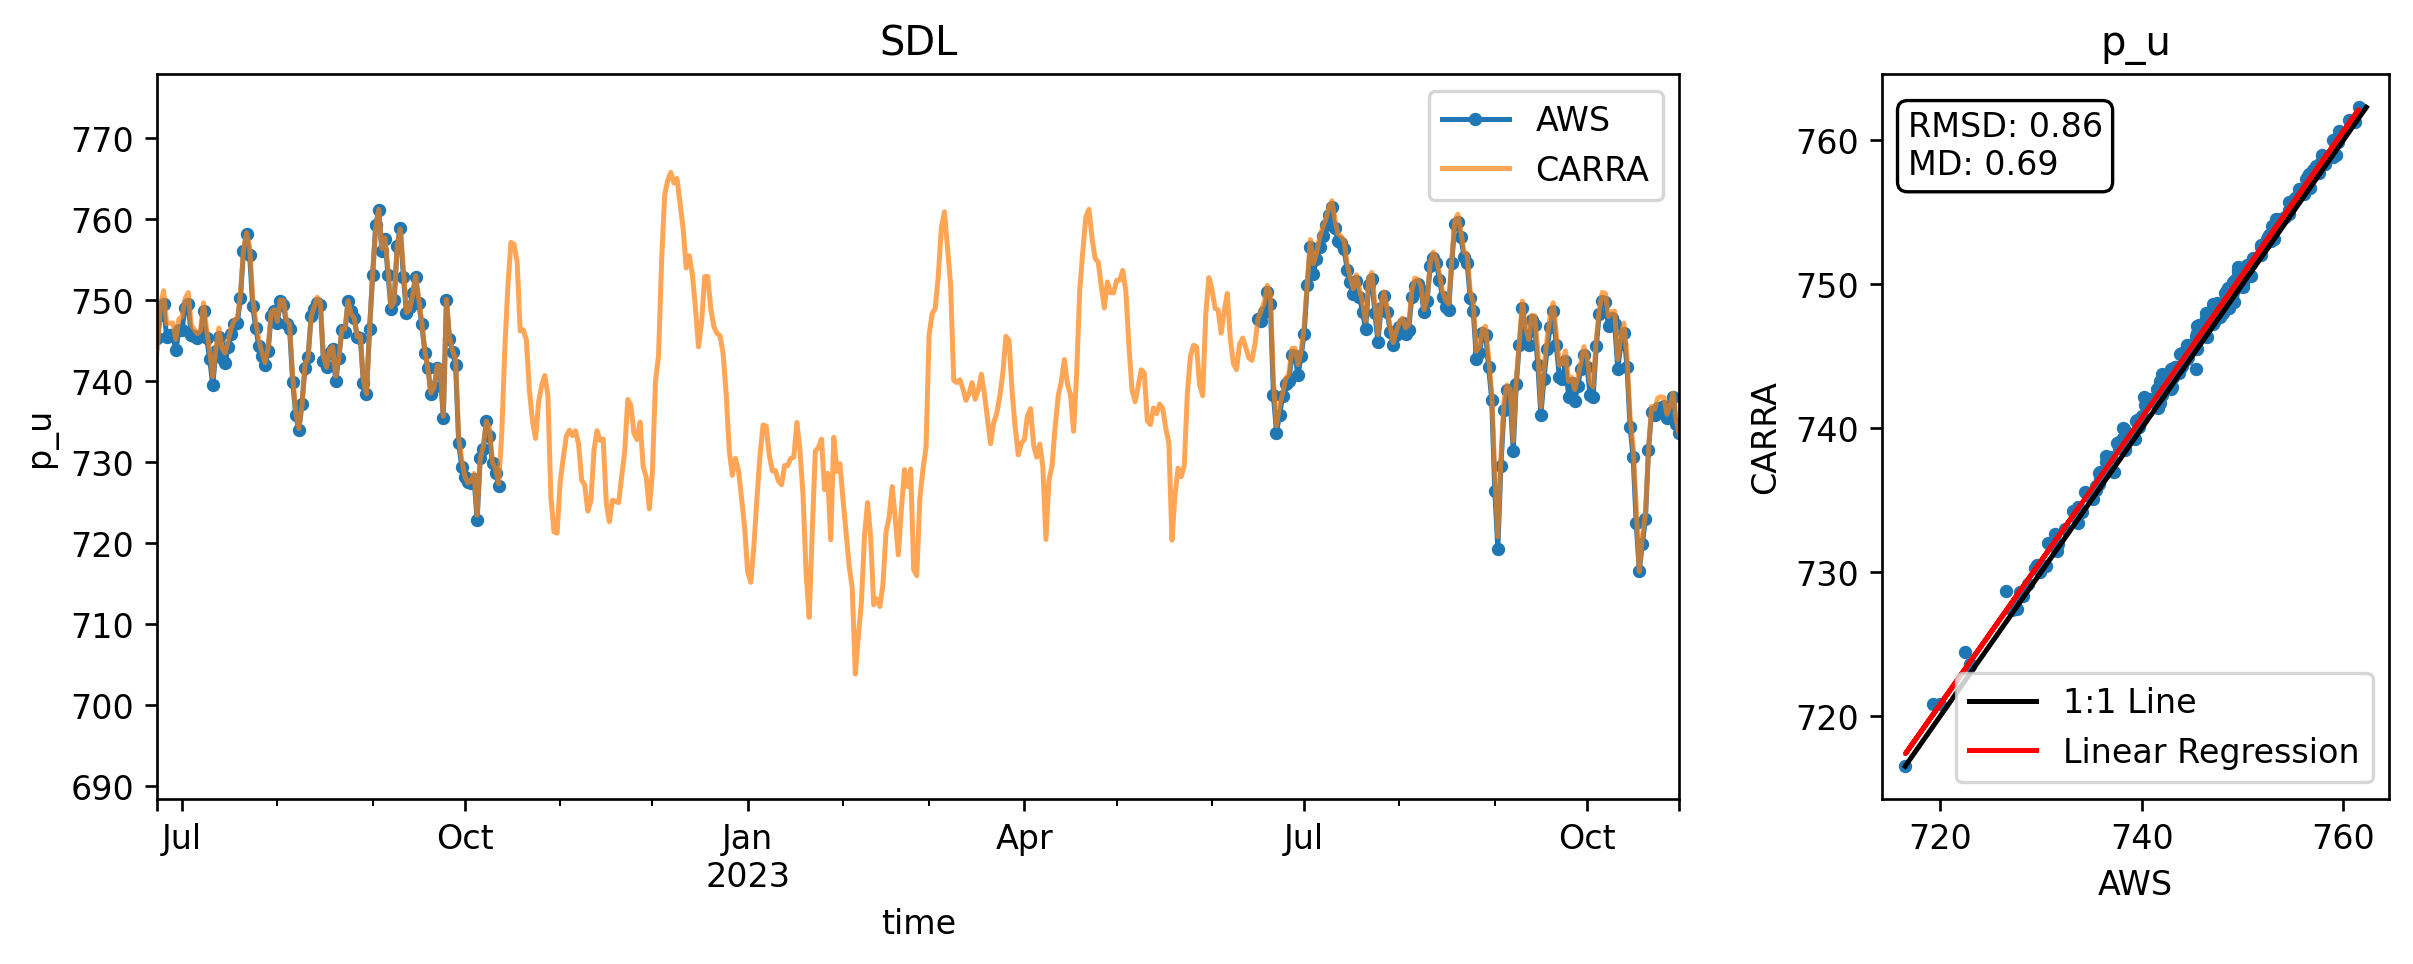 SDL
p_u
770
760
750
740
730
720
710
700
690
AWS
CARRA
Jul
Oct
Jan
2023
Apr
Jul
Oct
time
p_u
p_u
RMSD: 0.86
MD: 0.69
CARRA
760
750
740
730
720
1:1 Line
Linear Regression
720
740
760
AWS